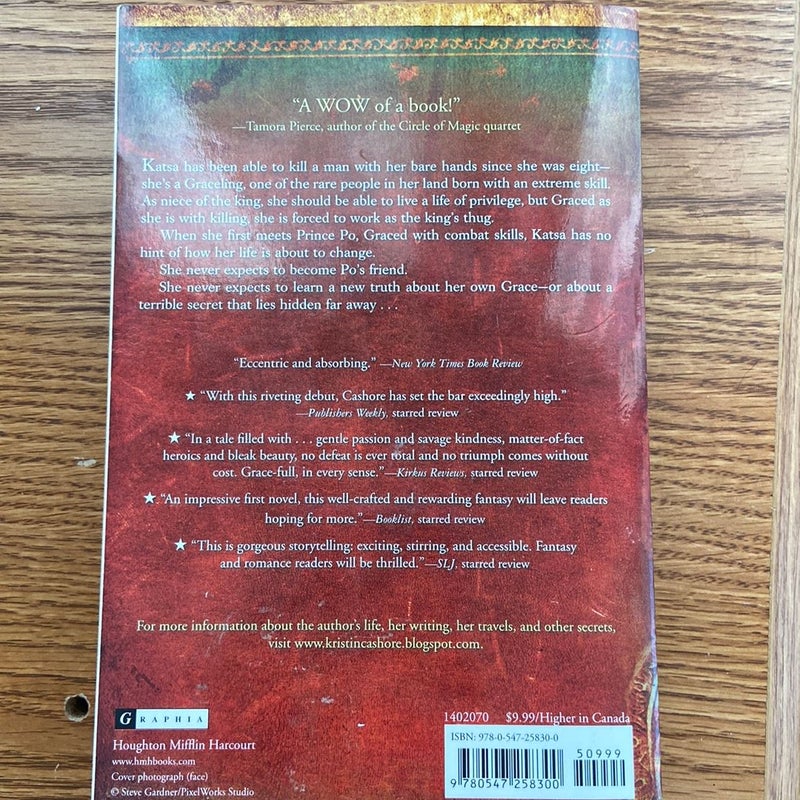 “A WOW of a book!”
—Tamora Pierce, author of the Circle of Magic quartet
Katsa has been able to kill a man with her bare hands since she was eight—
she’s a Graceling, one of the rare people in her land born with an extreme skill.
As niece of the king, she should be able to live a life of privilege, but Graced as
she is with killing, she is forced to work as the king’s thug.
When she first meets Prince Po, Graced with combat skills, Katsa has no
hint of how her life is about to change.
She never expects to become Po’s friend.
She never expects to learn a new truth about her own Grace—or about a
terrible secret that lies hidden far away . . .
“Eccentric and absorbing.” —New York Times Book Review
★ “With this riveting debut, Cashore has set the bar exceedingly high.”
—Publishers Weekly, starred review
★ “In a tale filled with . . . gentle passion and savage kindness, matter-of-fact
heroics and bleak beauty, no defeat is ever total and no triumph comes without
cost. Grace-full, in every sense.”—Kirkus Reviews, starred review
★ “An impressive first novel, this well-crafted and rewarding fantasy will leave readers
hoping for more.”—Booklist, starred review
★ “This is gorgeous storytelling: exciting, stirring, and accessible. Fantasy
and romance readers will be thrilled.”—SLJ, starred review
For more information about the author’s life, her writing, her travels, and other secrets,
visit www.kristincashore.blogspot.com.
GRAPHIA
Houghton Mifflin Harcourt
www.hmhbooks.com
Cover photograph (face)
© Steve Gardner/PixelWorks Studio
1402070 $9.99/Higher in Canada
ISBN: 978-0-547-25830-0
50999
9 780547 258300